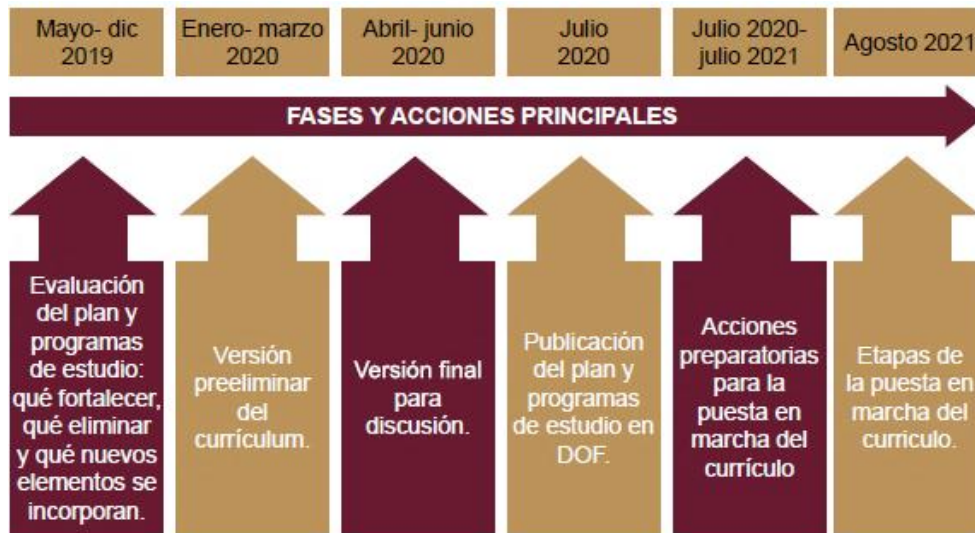 Mayo- dic
2019
Enero- marzo
2020
Abril- junio
2020
Julio
2020
Julio 2020-
julio 2021
Agosto 2021
FASES Y ACCIONES PRINCIPALES
Evaluación
del plan y
programas
de estudio:
qué fortalecer,
qué eliminar
y qué nuevos
elementos se
incorporan.
Versión
preeliminar
del
currículum.
Versión final
para
discusión.
Publicación
del plan y
programas
de estudio en
DOF.
Acciones
preparatorias
para la
puesta en
marcha del
currículo
Etapas de
la puesta en
marcha del
curriculo.